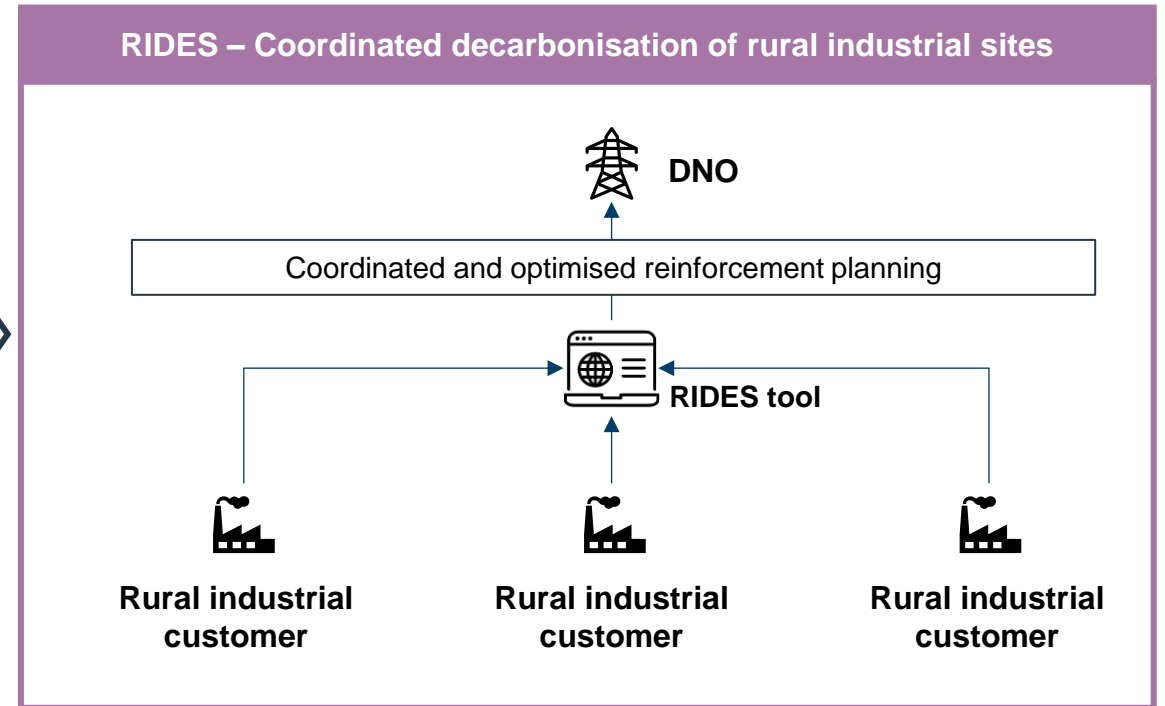 RIDES – Coordinated decarbonisation of rural industrial sites
DNO
Coordinated and optimised reinforcement planning
RIDES tool
Rural industrial
customer
Rural industrial
customer
Rural industrial
customer